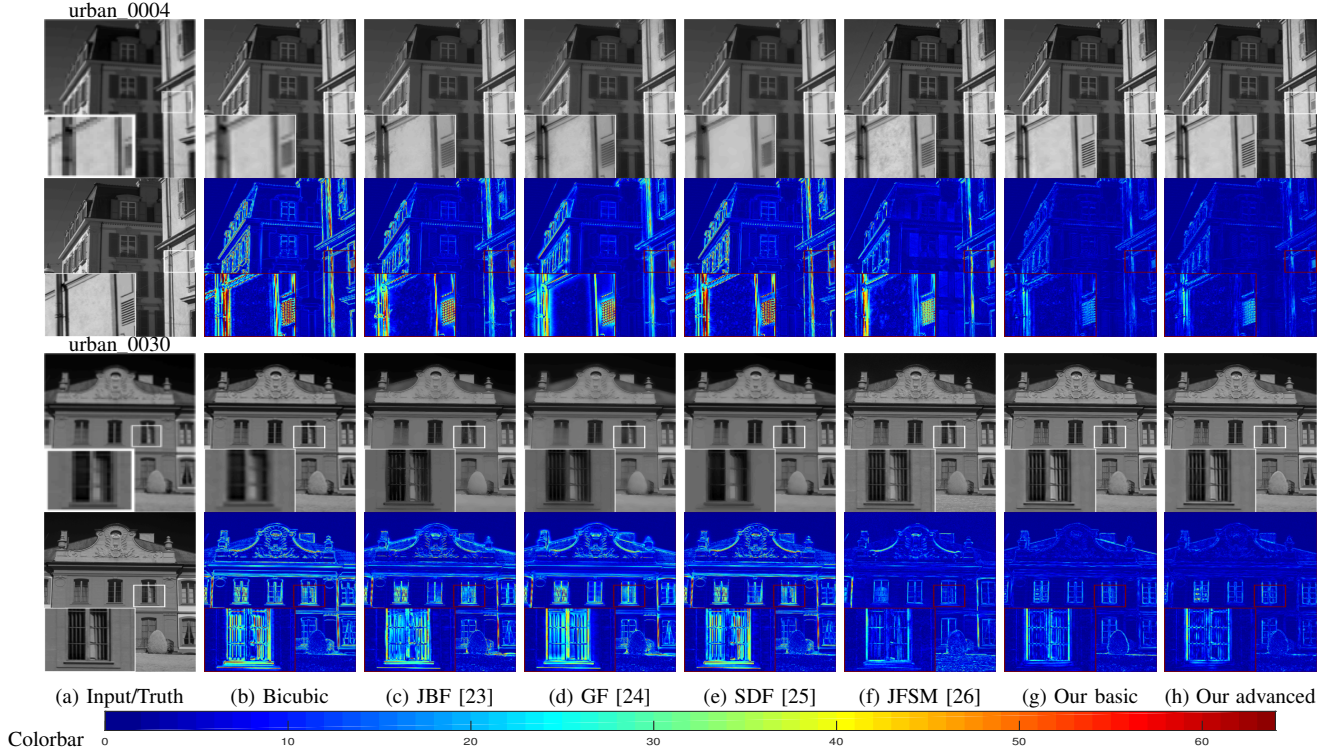 urban_0004
urban_0030
(a) Input/Truth (b) Bicubic (c) JBF [23] (d) GF [24] (e) SDF [25] (f) JFSM [26] (g) Our basic (h) Our advanced
Colorbar 0 10 20 30 40 50 60